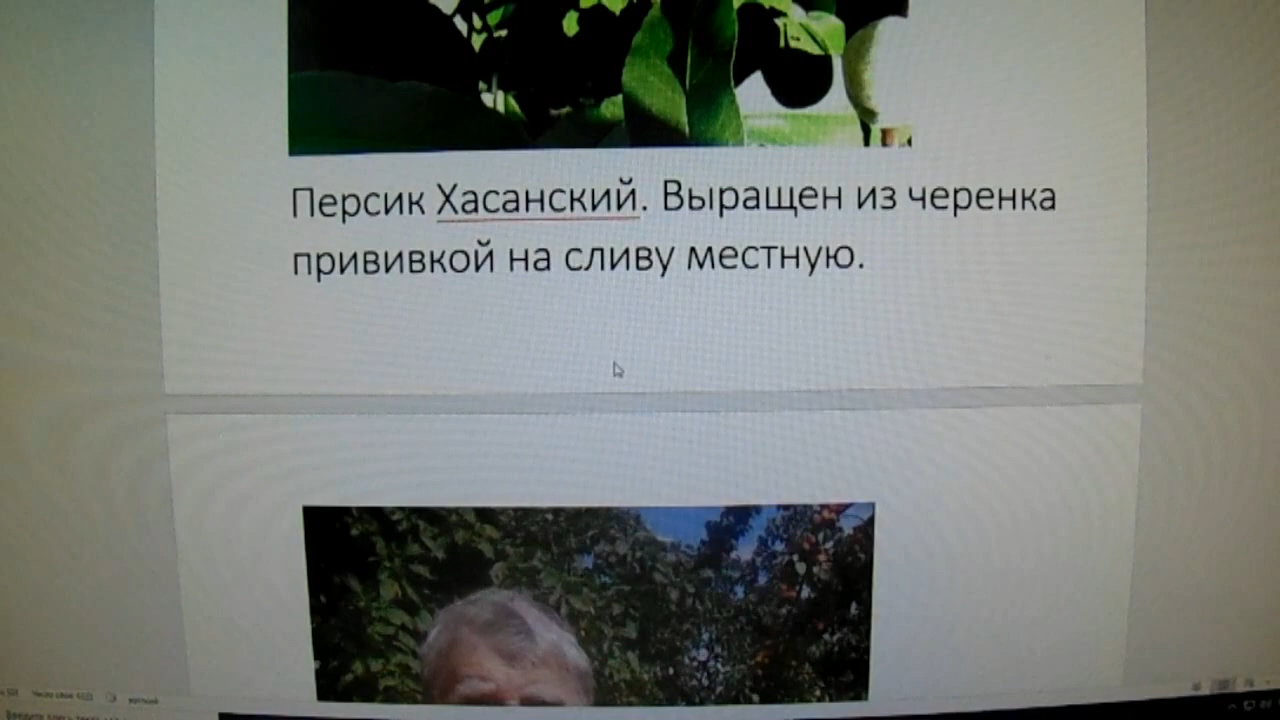 Персик Хасанский. Выращен из черенка
прививкой на сливу местную.